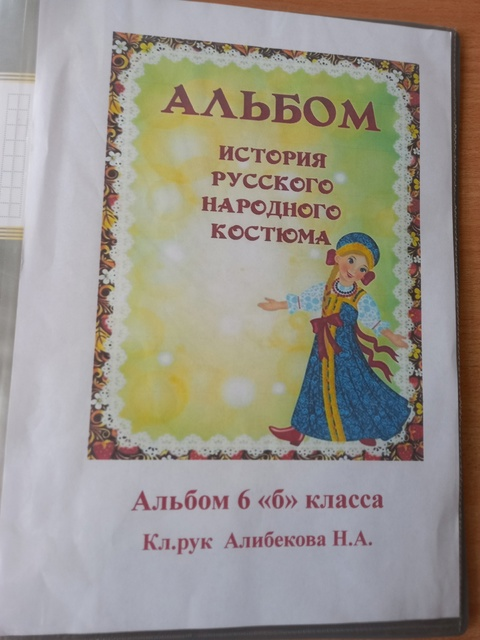 АЛЬБОМ
ИСТОРИЯ
РУССКОГО
НАРОДНОГО
КОСТЮМА
Альбом 6 «б» класса
Кл.рук Алибекова Н.А.